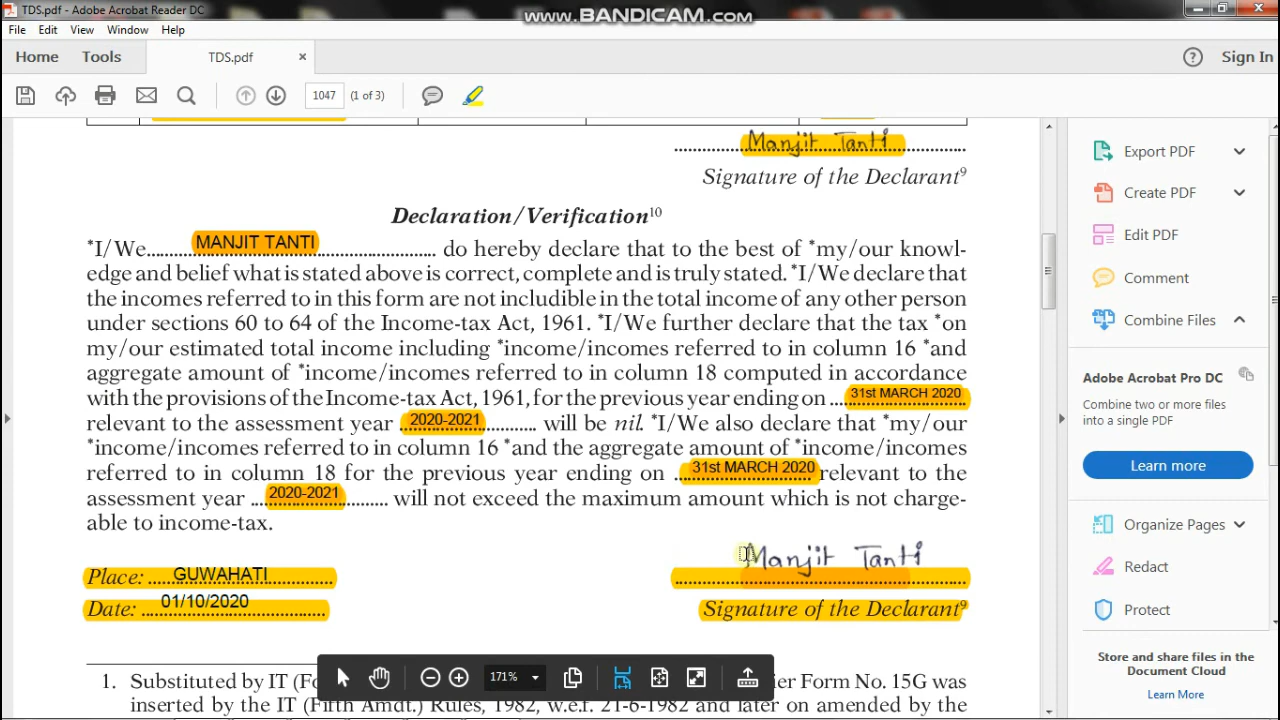 TDS.pdf - Adobe Acrobat Reader DC
www.BANDICAM.com
File Edit View Window Help
Home Tools TDS.pdf × Sign In
1047 (1 of 3)
Manjit Tanti
Signature of the Declarant9
Declaration/Verification10
*I/We....MANJIT TANTI.... do hereby declare that to the best of *my/our knowl-
edge and belief what is stated above is correct, complete and is truly stated. *I/We declare that
the incomes referred to in this form are not includible in the total income of any other person
under sections 60 to 64 of the Income-tax Act, 1961. *I/We further declare that the tax *on
my/our estimated total income including *income/incomes referred to in column 16 *and
aggregate amount of *income/incomes referred to in column 18 computed in accordance
with the provisions of the Income-tax Act, 1961, for the previous year ending on 31st MARCH 2020
relevant to the assessment year 2020-2021 will be nil. *I/We also declare that *my/our
*income/incomes referred to in column 16 *and the aggregate amount of *income/incomes
referred to in column 18 for the previous year ending on 31st MARCH 2020 relevant to the
assessment year 2020-2021 will not exceed the maximum amount which is not charge-
able to income-tax.
Manjit Tanti
Place: GUWAHATI
Date: 01/10/2020 Signature of the Declarant9
171%
1. Substituted by IT (Fo ier Form No. 15G was
inserted by the IT (Fifth Amdt.) Rules, 1982, w.e.f. 21-6-1982 and later on amended by the
Export PDF
Create PDF
Edit PDF
Comment
Combine Files
Adobe Acrobat Pro DC
Combine two or more files
into a single PDF
Learn more
Organize Pages
Redact
Protect
Store and share files in the
Document Cloud
Learn More